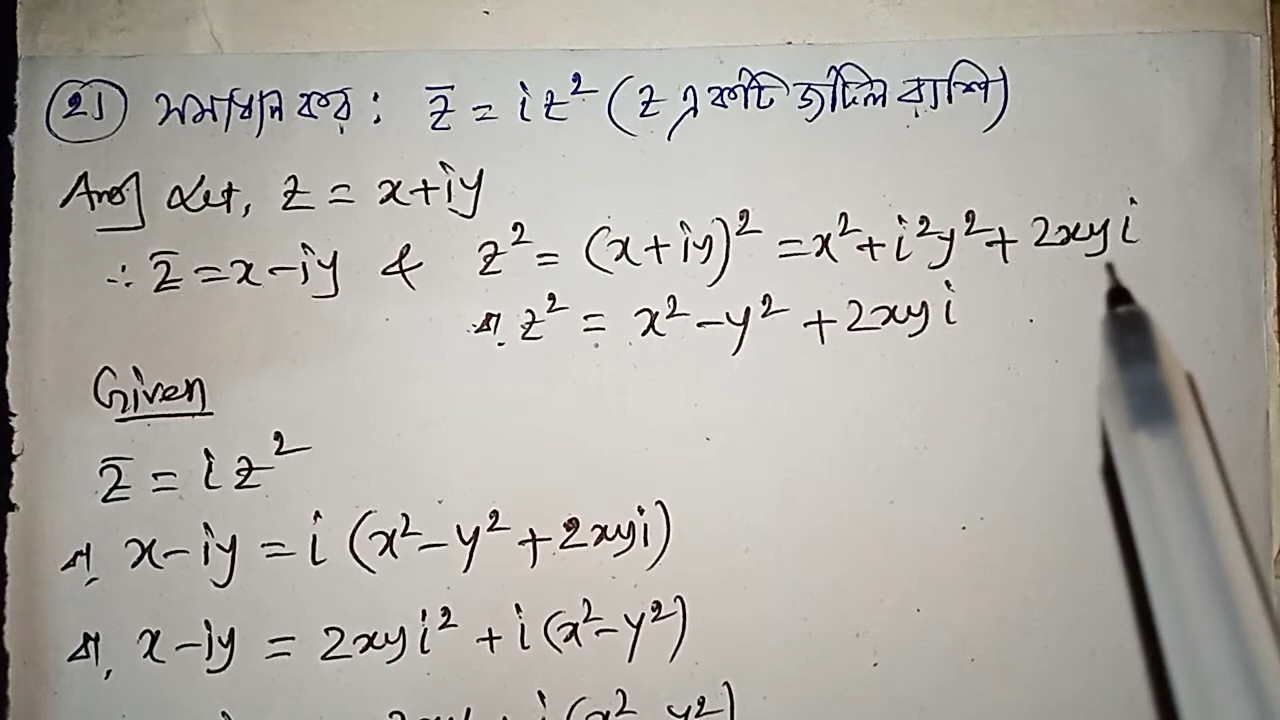 (21) সমাধান কর : z̅ = iz² (z একটি জটিল রাশি)
Ans] Let, z = x+iy
∴ z̅ = x-iy & z² = (x+iy)² = x²+i²y²+2xyi
বা, z² = x²-y²+2xyi
Given
z̅ = iz²
বা, x-iy = i(x²-y²+2xyi)
বা, x-iy = 2xyi²+i(x²-y²)